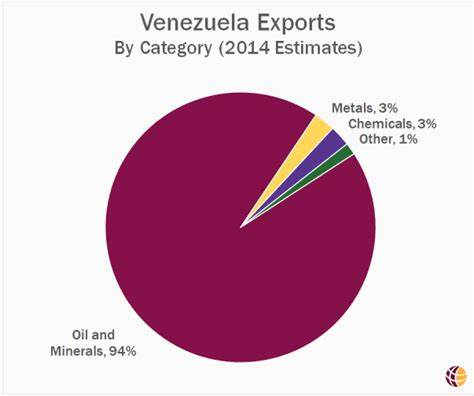 Venezuela Exports
By Category (2014 Estimates)
Metals, 3%
Chemicals, 3%
Other, 1%
Oil and
Minerals, 94%